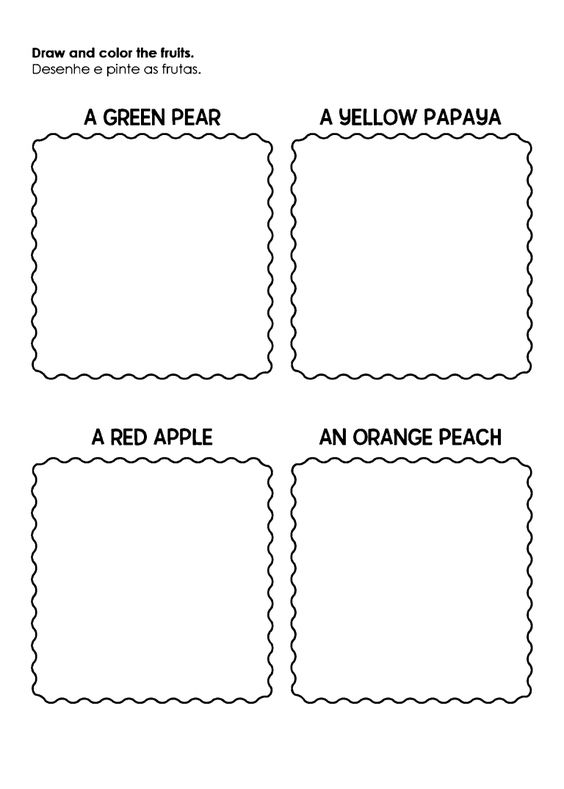 Draw and color the fruits.
Desenhe e pinte as frutas.
A GREEN PEAR
A YELLOW PAPAYA
A RED APPLE
AN ORANGE PEACH